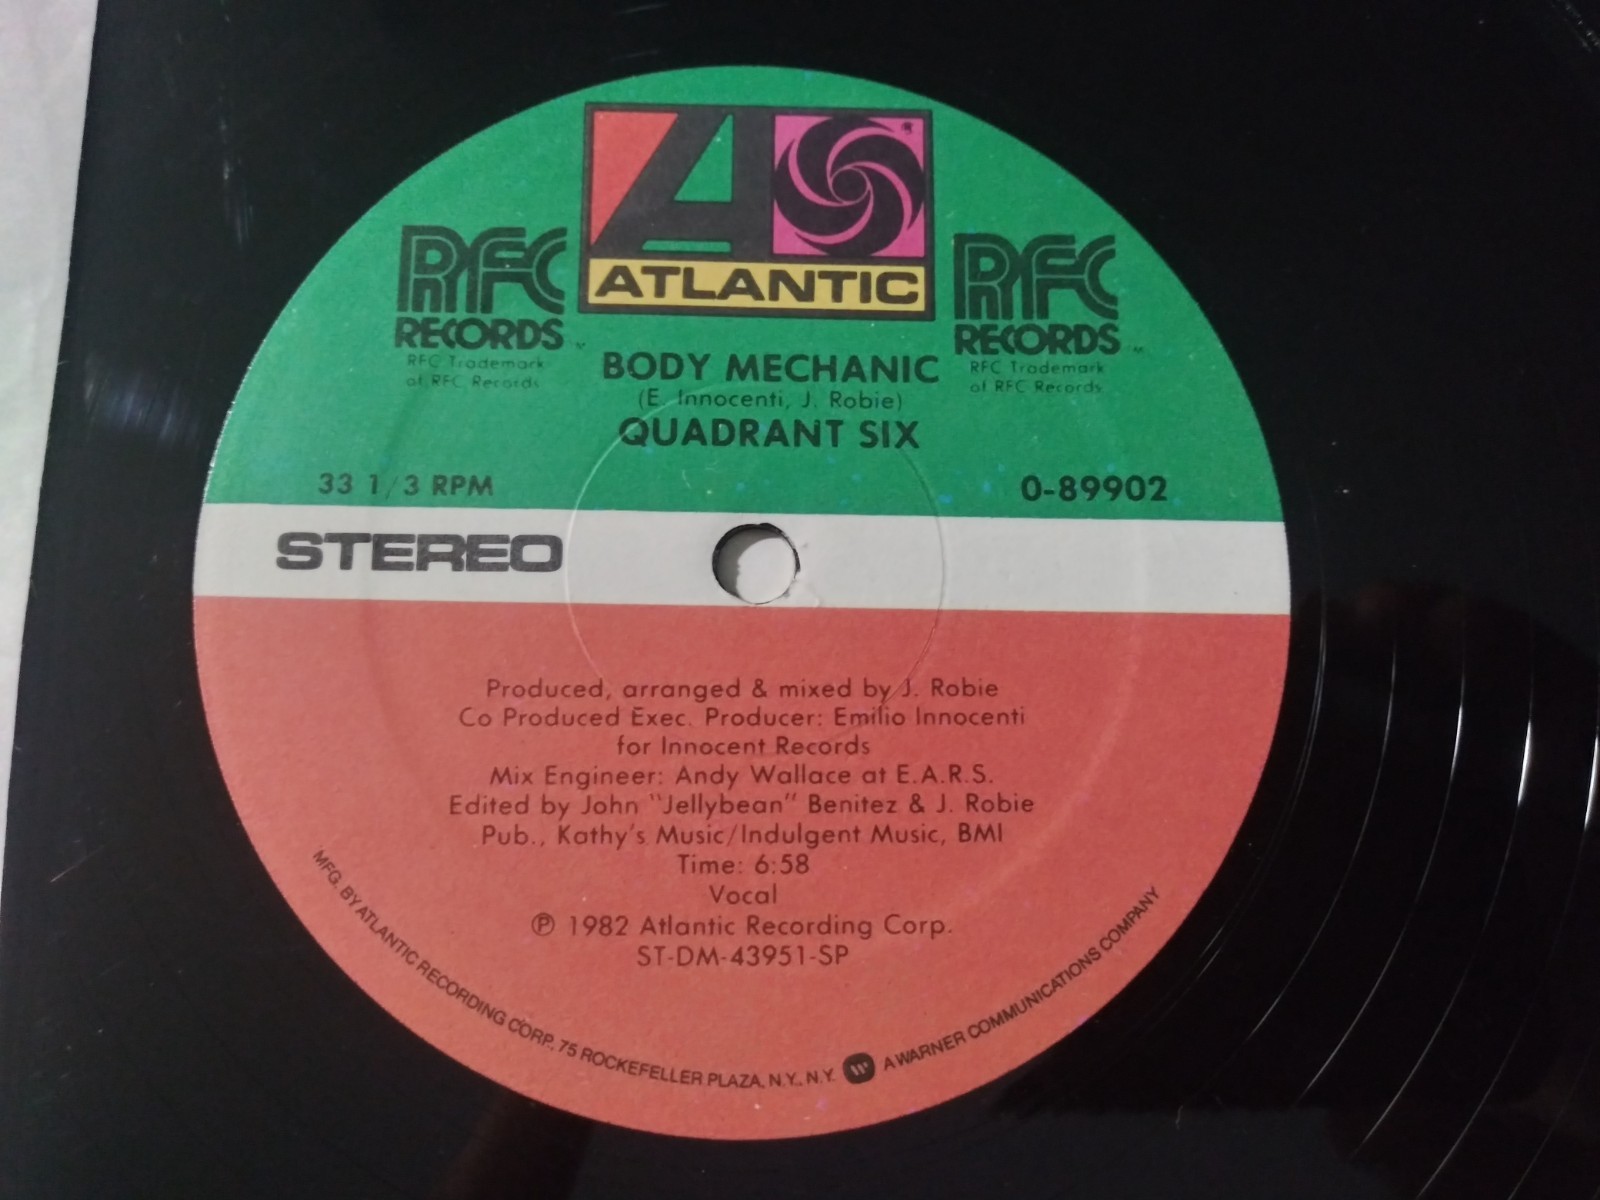 ATLANTIC
RFC
RECORDS
RFC Trademark
of RFC Records
RFC
RECORDS
RFC Trademark
of RFC Records
BODY MECHANIC
(E. Innocenti, J. Robie)
QUADRANT SIX
33 1/3 RPM
0-89902
STEREO
Produced, arranged & mixed by J. Robie
Co Produced Exec. Producer: Emilio Innocenti
for Innocent Records
Mix Engineer: Andy Wallace at E.A.R.S.
Edited by John "Jellybean" Benitez & J. Robie
Pub., Kathy's Music/Indulgent Music, BMI
Time: 6:58
Vocal
℗ 1982 Atlantic Recording Corp.
ST-DM-43951-SP
MFG. BY ATLANTIC RECORDING CORP., 75 ROCKEFELLER PLAZA, N.Y., N.Y. A WARNER COMMUNICATIONS COMPANY